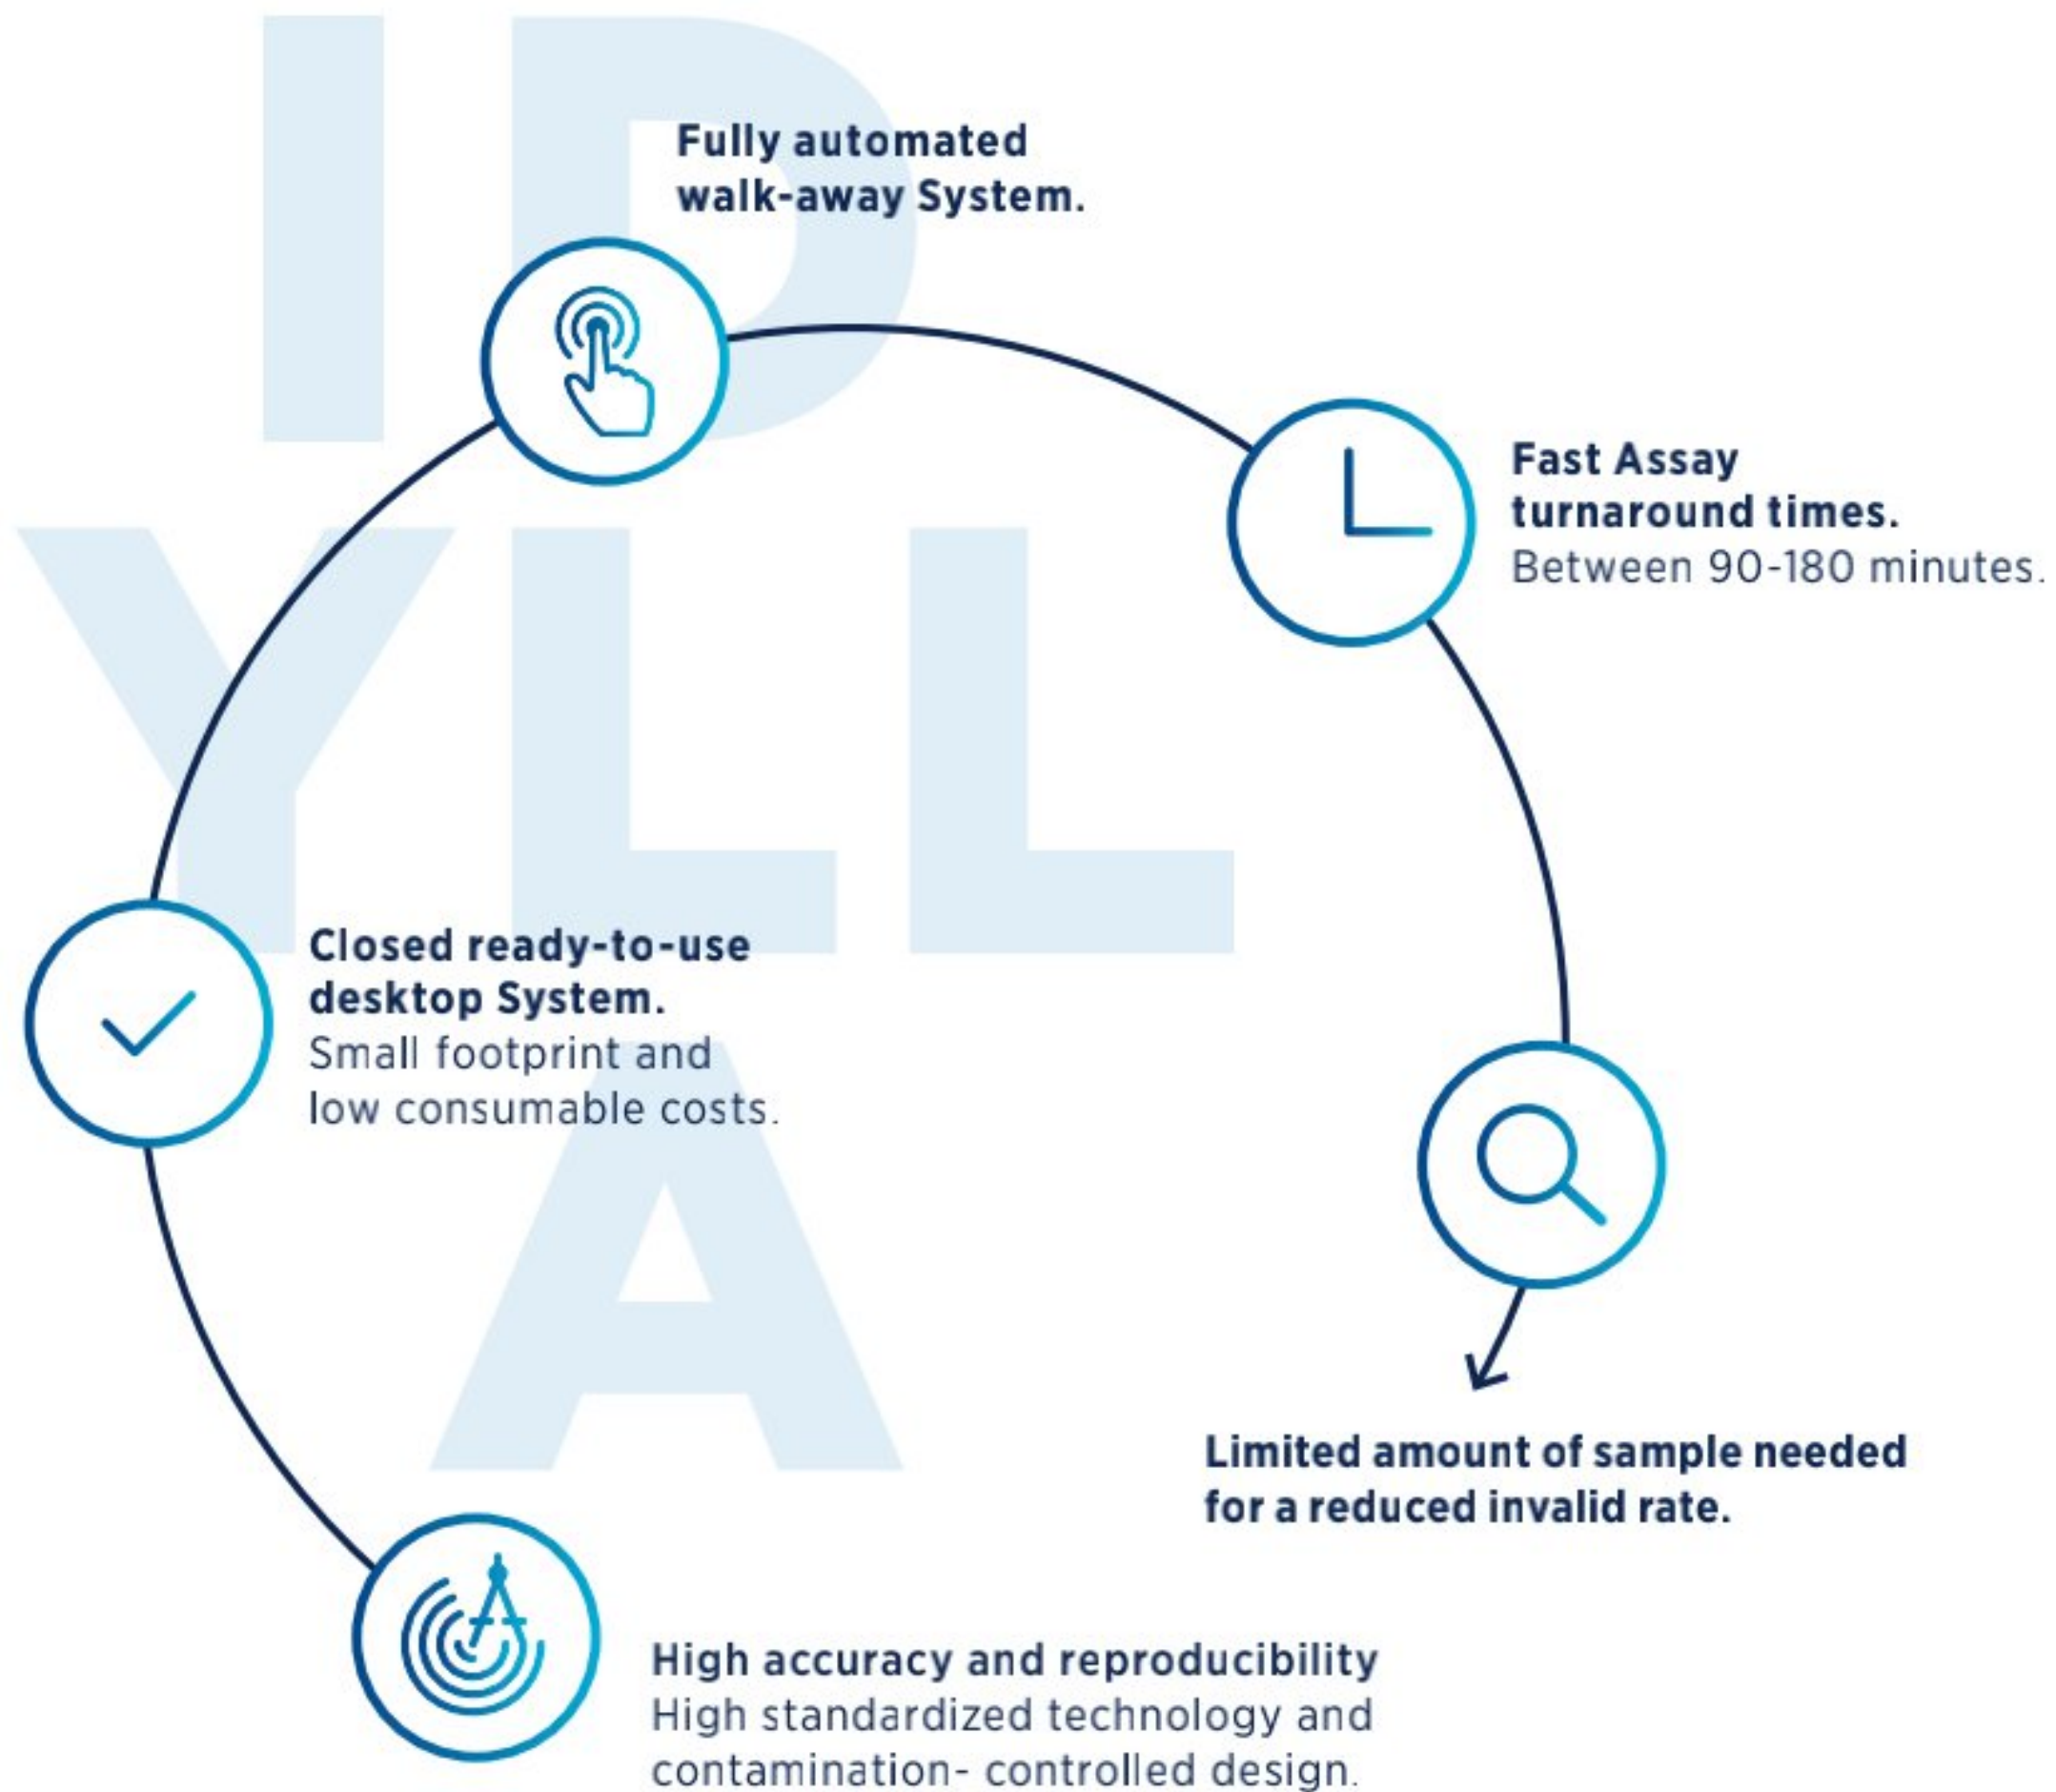 ID
YLL
A
Fully automated
walk-away System.
Fast Assay
turnaround times.
Between 90-180 minutes.
Closed ready-to-use
desktop System.
Small footprint and
low consumable costs.
Limited amount of sample needed
for a reduced invalid rate.
High accuracy and reproducibility
High standardized technology and
contamination- controlled design.